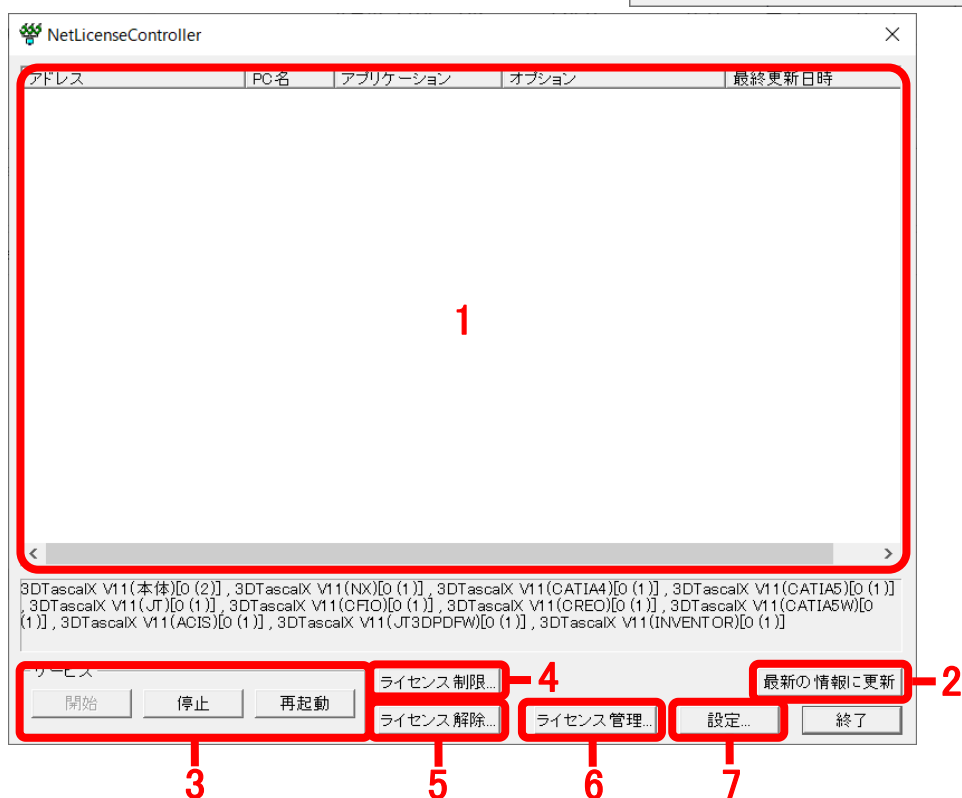 NetLicenseController
アドレス PC名 アプリケーション オプション 最終更新日時
1
3DTascalX V11(本体)[0 (2)] , 3DTascalX V11(NX)[0 (1)] , 3DTascalX V11(CATIA4)[0 (1)] , 3DTascalX V11(CATIA5)[0 (1)]
, 3DTascalX V11(JT)[0 (1)] , 3DTascalX V11(CFIO)[0 (1)] , 3DTascalX V11(CREO)[0 (1)] , 3DTascalX V11(CATIA5W)[0
(1)] , 3DTascalX V11(ACIS)[0 (1)] , 3DTascalX V11(JT3DPDFW)[0 (1)] , 3DTascalX V11(INVENTOR)[0 (1)]
サービス
ライセンス制限... 4 最新の情報に更新 2
開始 停止 再起動
ライセンス解除... ライセンス管理... 設定... 終了
3 5 6 7